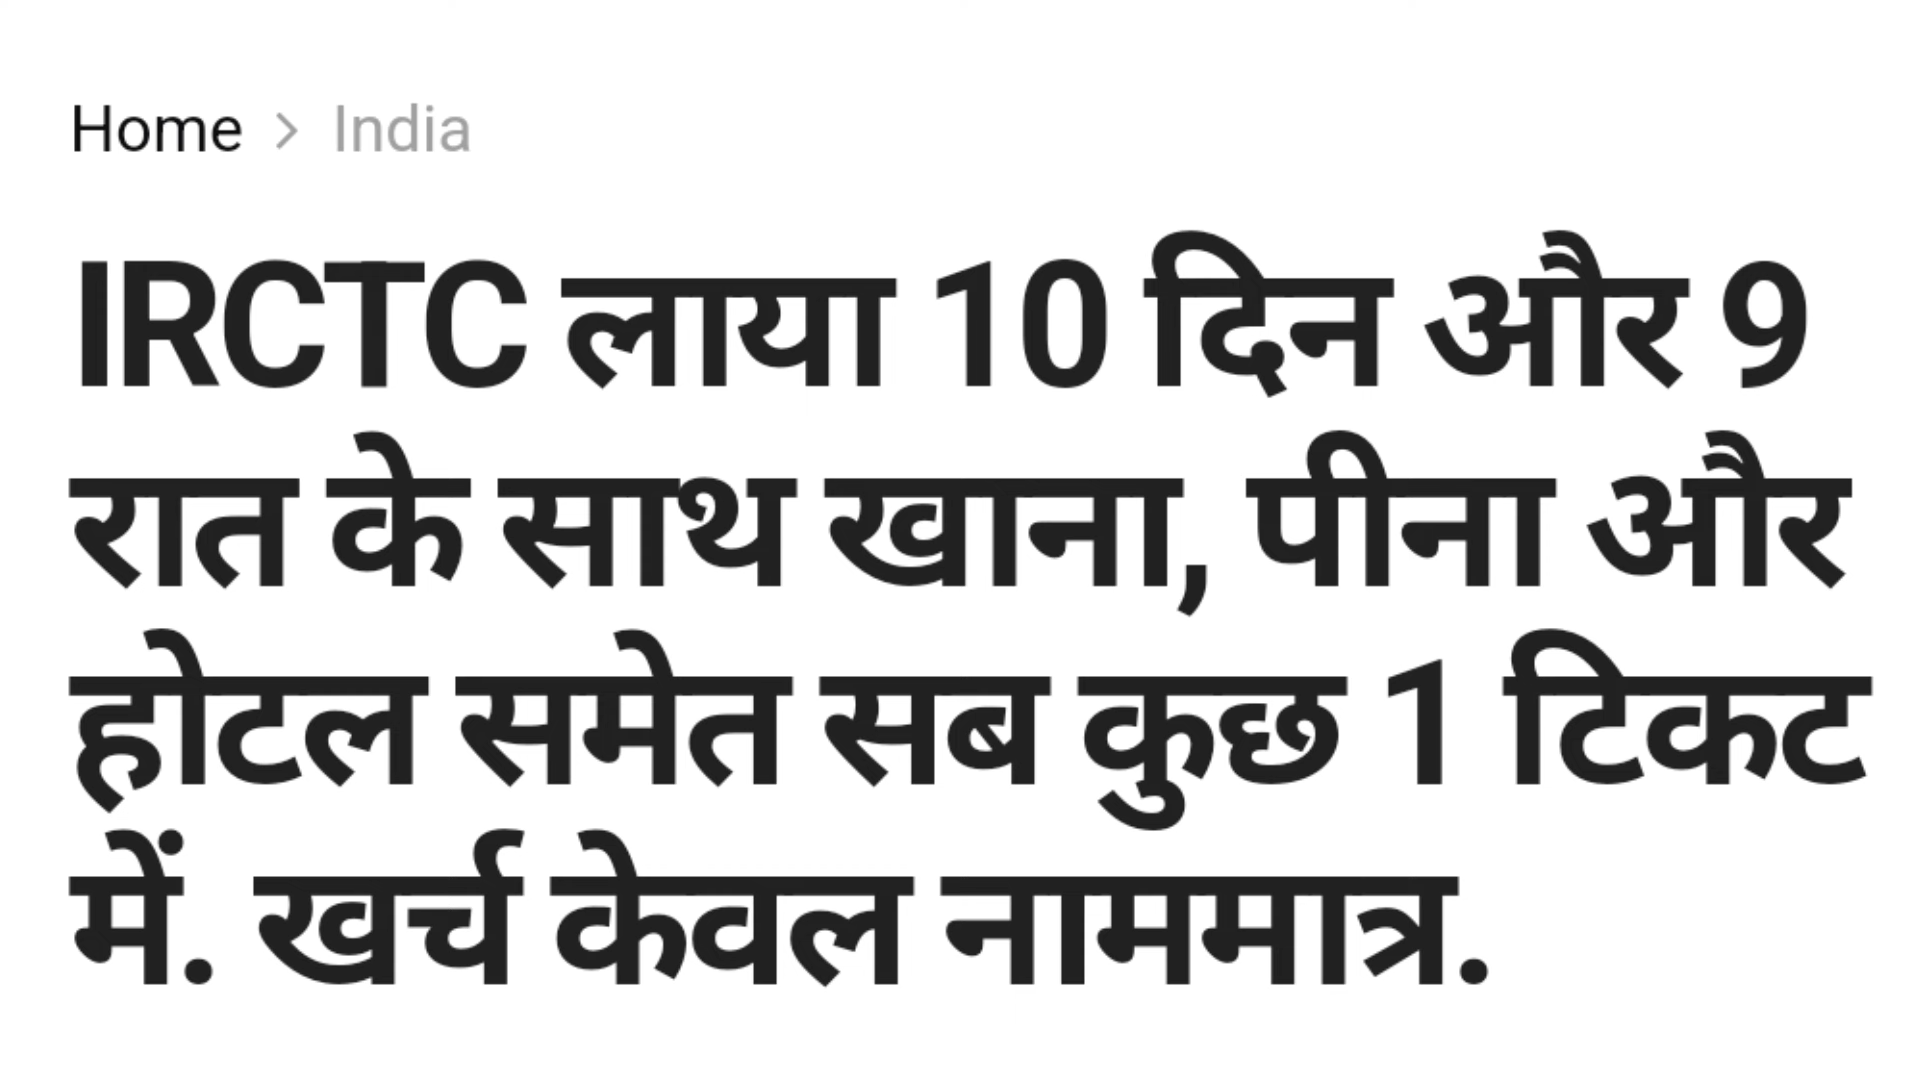 Home > India
IRCTC लाया 10 दिन और 9
रात के साथ खाना, पीना और
होटल समेत सब कुछ 1 टिकट
में. खर्च केवल नाममात्र.